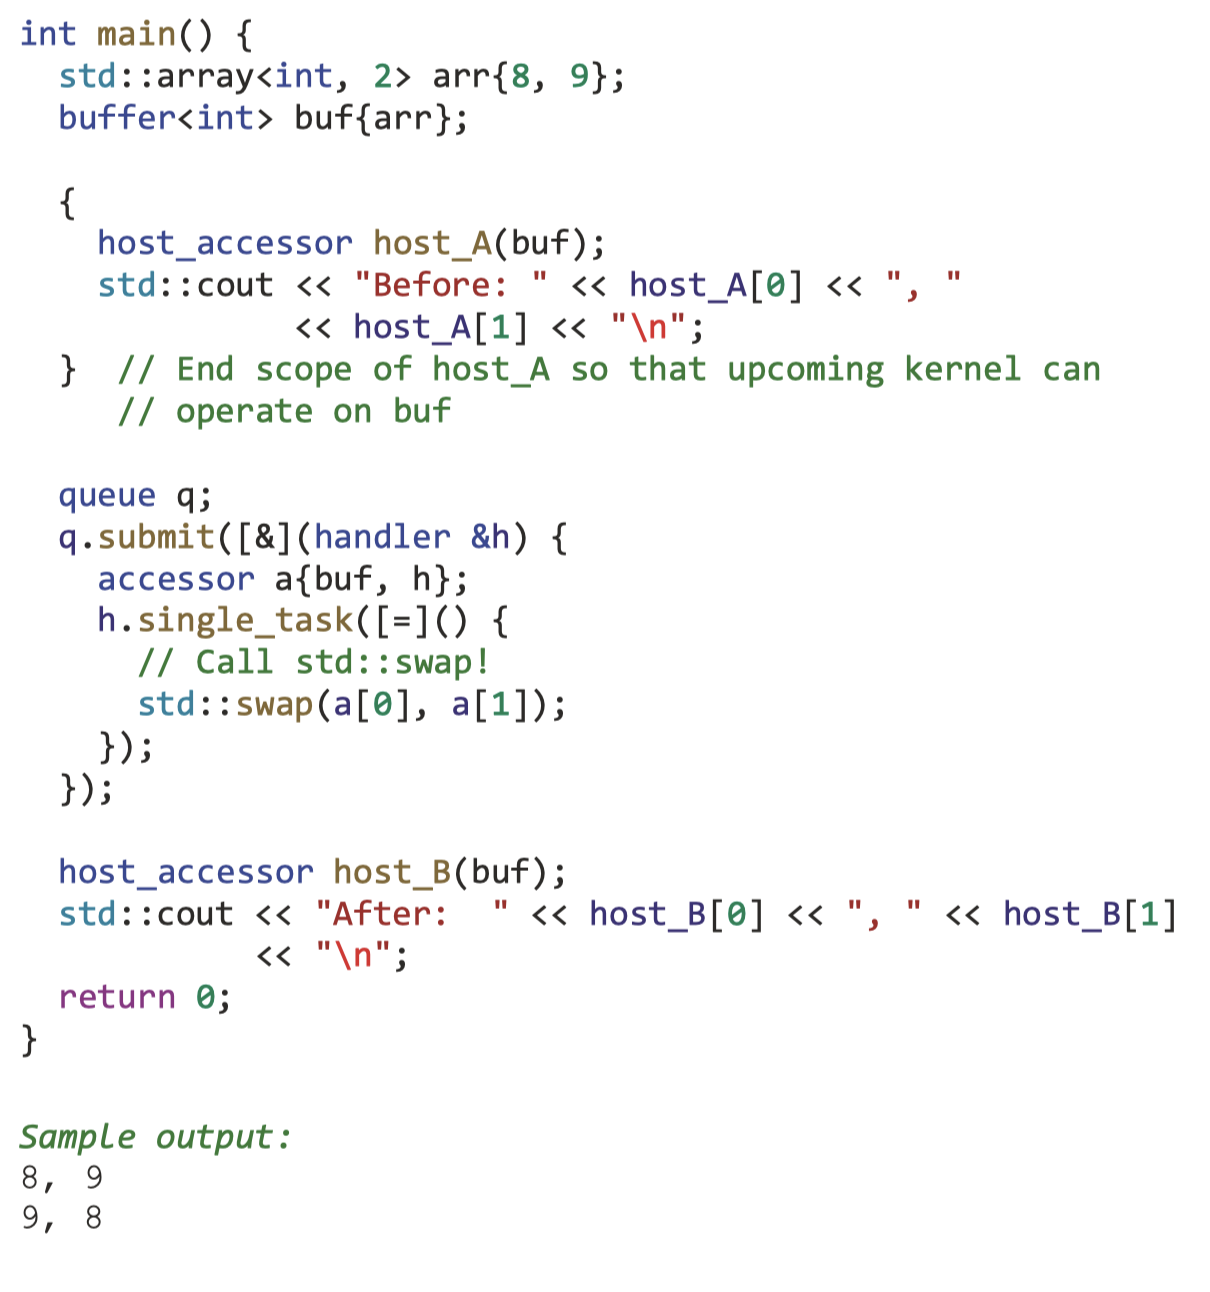 int main() {
  std::array<int, 2> arr{8, 9};
  buffer<int> buf{arr};

  {
    host_accessor host_A(buf);
    std::cout << "Before: " << host_A[0] << ", "
              << host_A[1] << "\n";
  }  // End scope of host_A so that upcoming kernel can
     // operate on buf

  queue q;
  q.submit([&](handler &h) {
    accessor a{buf, h};
    h.single_task([=]() {
      // Call std::swap!
      std::swap(a[0], a[1]);
    });
  });

  host_accessor host_B(buf);
  std::cout << "After:  " << host_B[0] << ", " << host_B[1]
            << "\n";
  return 0;
}

Sample output:
8, 9
9, 8